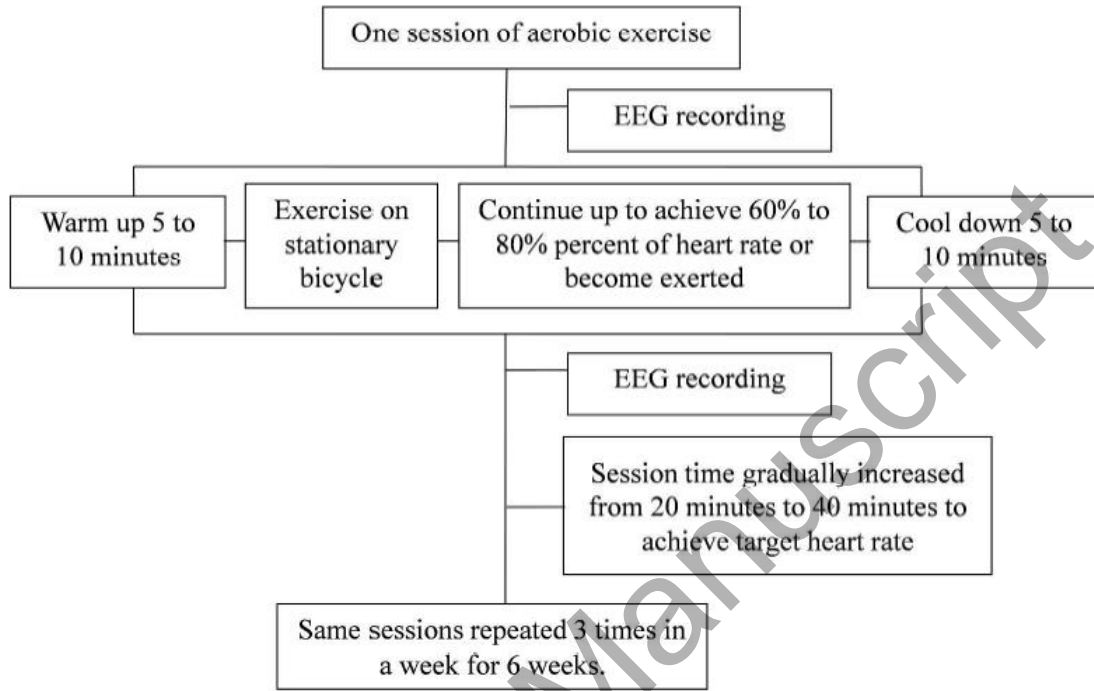 One session of aerobic exercise
EEG recording
Warm up 5 to
10 minutes
Exercise on
stationary
bicycle
Continue up to achieve 60% to
80% percent of heart rate or
become exerted
Cool down 5 to
10 minutes
EEG recording
Session time gradually increased
from 20 minutes to 40 minutes to
achieve target heart rate
Same sessions repeated 3 times in
a week for 6 weeks.
Manuscript